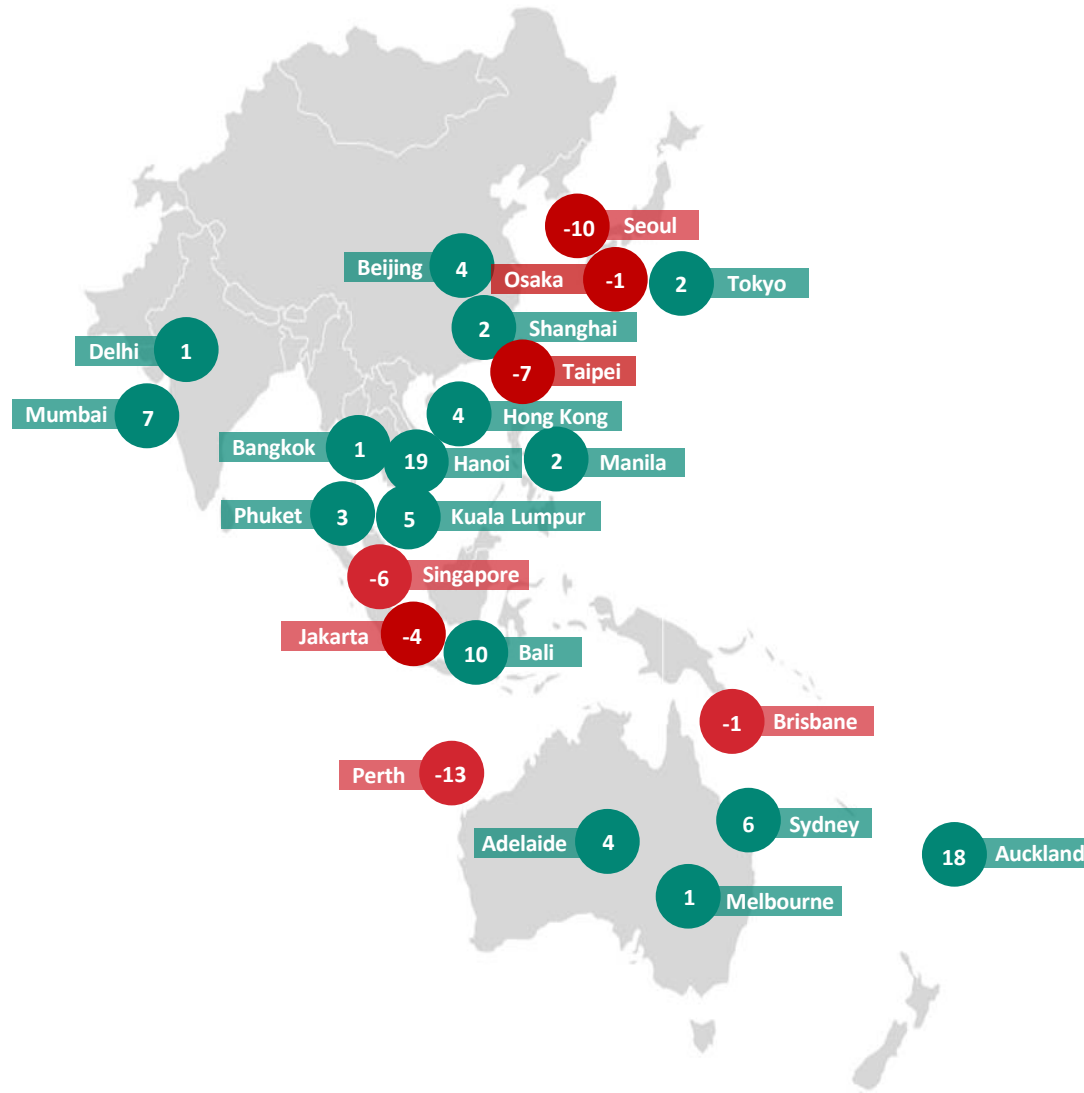 -10 Seoul
Beijing 4
Osaka -1
2 Tokyo
2 Shanghai
Delhi 1
-7 Taipei
Mumbai 7
4 Hong Kong
Bangkok 1
19 Hanoi
2 Manila
Phuket 3
5 Kuala Lumpur
-6 Singapore
Jakarta -4
10 Bali
-1 Brisbane
Perth -13
6 Sydney
Adelaide 4
18 Auckland
1 Melbourne